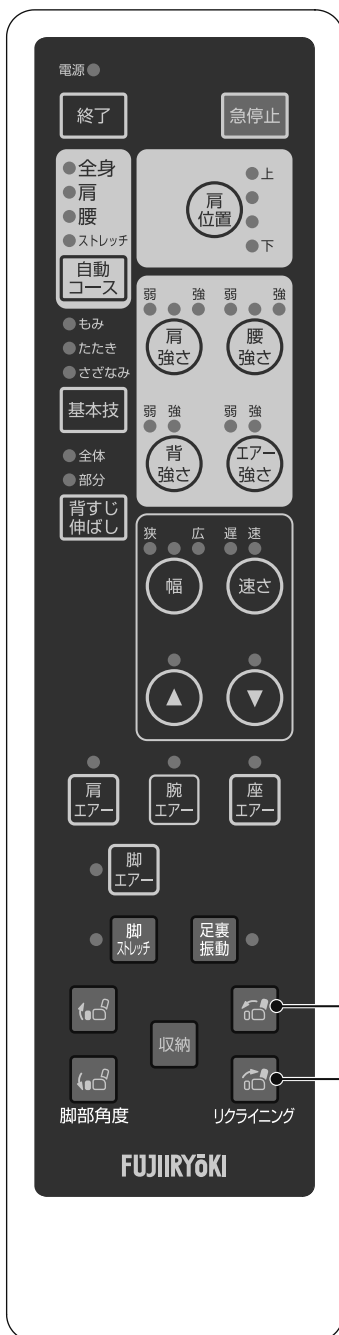 電源
終了
急停止
全身
肩
腰
ストレッチ
自動
コース
上
肩
位置
下
もみ
たたき
さざなみ
基本技
弱 強 弱 強
肩
強さ
腰
強さ
弱 強 弱 強
背
強さ
エアー
強さ
全体
部分
背すじ
伸ばし
狭 広 遅 速
幅
速さ
▲ ▼
肩
エアー
腕
エアー
座
エアー
脚
エアー
脚
ストレッチ
足裏
振動
収納
脚部角度
リクライニング
FUJIIRYōKI